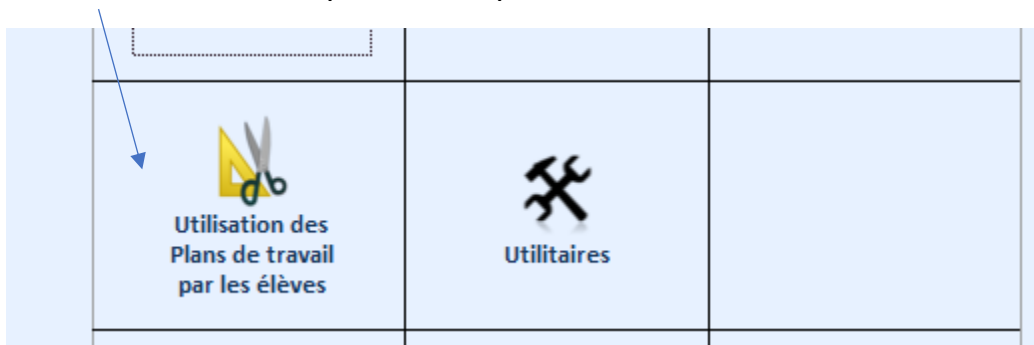 Utilisation des
Plans de travail
par les élèves
Utilitaires